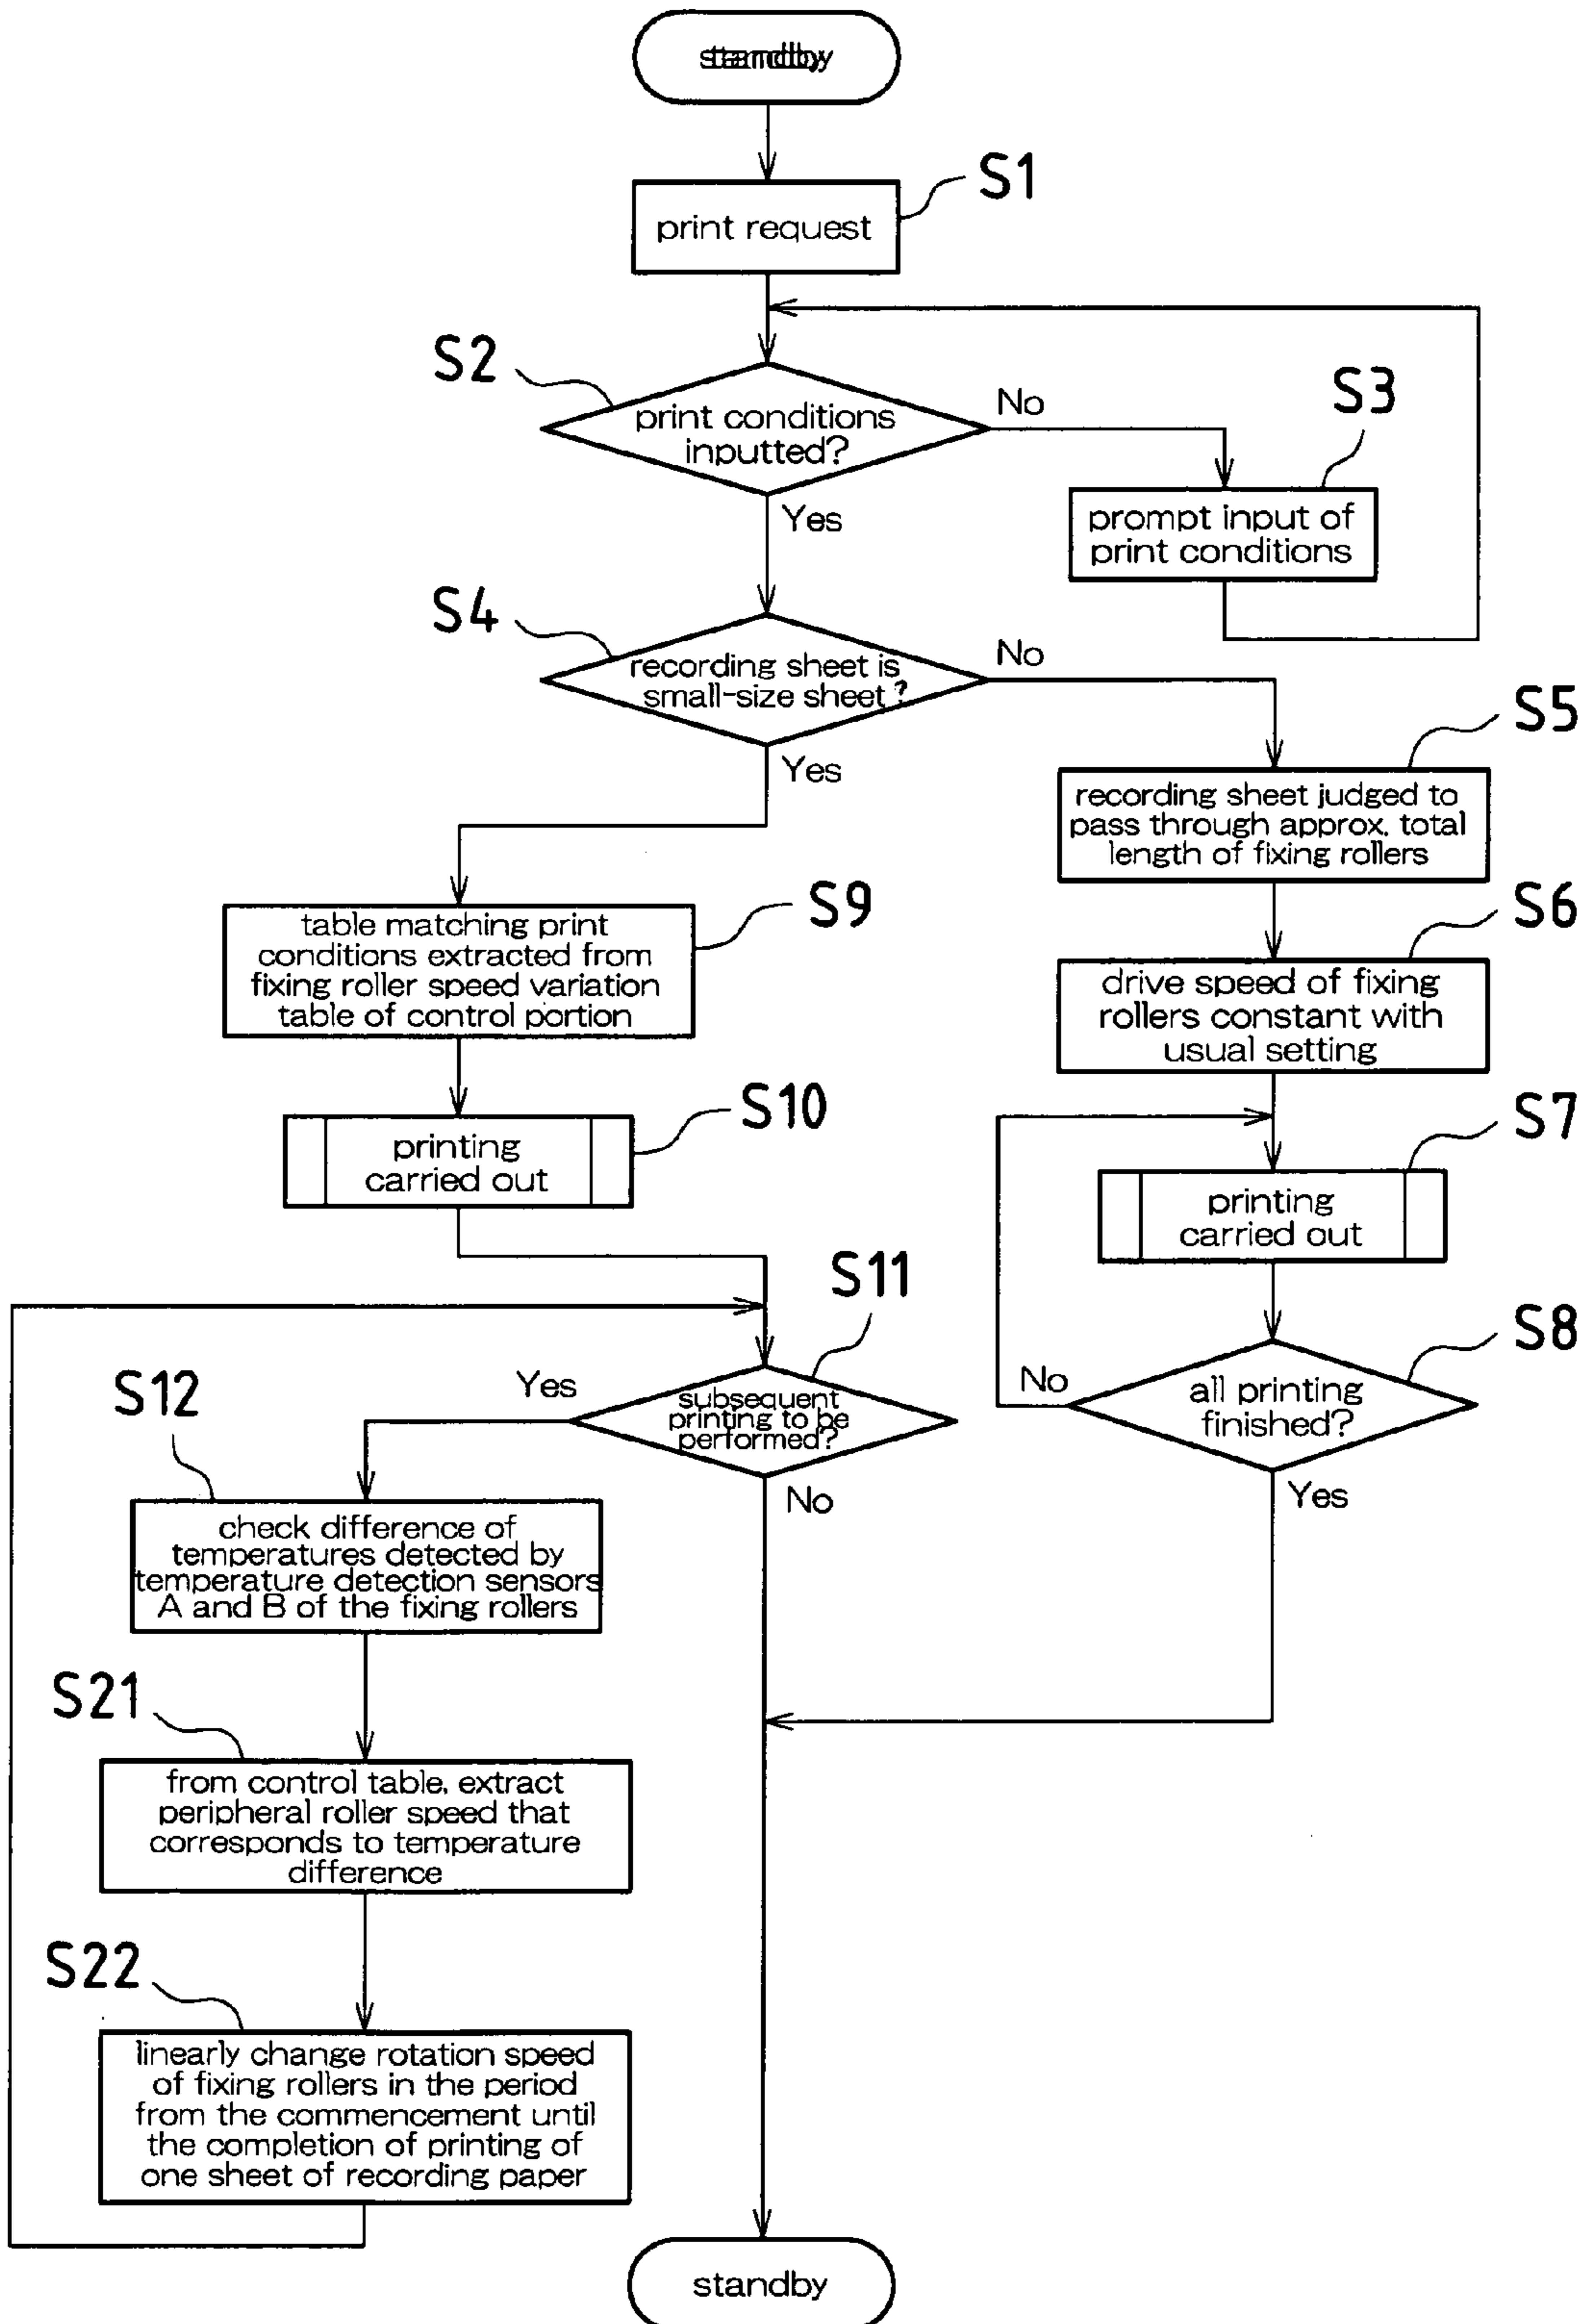 standby
S1
print request
S2
print conditions
inputted?
No
S3
prompt input of
print conditions
Yes
S4
recording sheet is
small-size sheet?
No
Yes
S5
recording sheet judged to
pass through approx. total
length of fixing rollers
S6
drive speed of fixing
rollers constant with
usual setting
S7
printing
carried out
S8
all printing
finished?
No
Yes
S9
table matching print
conditions extracted from
fixing roller speed variation
table of control portion
S10
printing
carried out
S11
subsequent
printing to be
performed?
Yes
No
S12
check difference of
temperatures detected by
temperature detection sensors
A and B of the fixing rollers
S21
from control table, extract
peripheral roller speed that
corresponds to temperature
difference
S22
linearly change rotation speed
of fixing rollers in the period
from the commencement until
the completion of printing of
one sheet of recording paper
standby